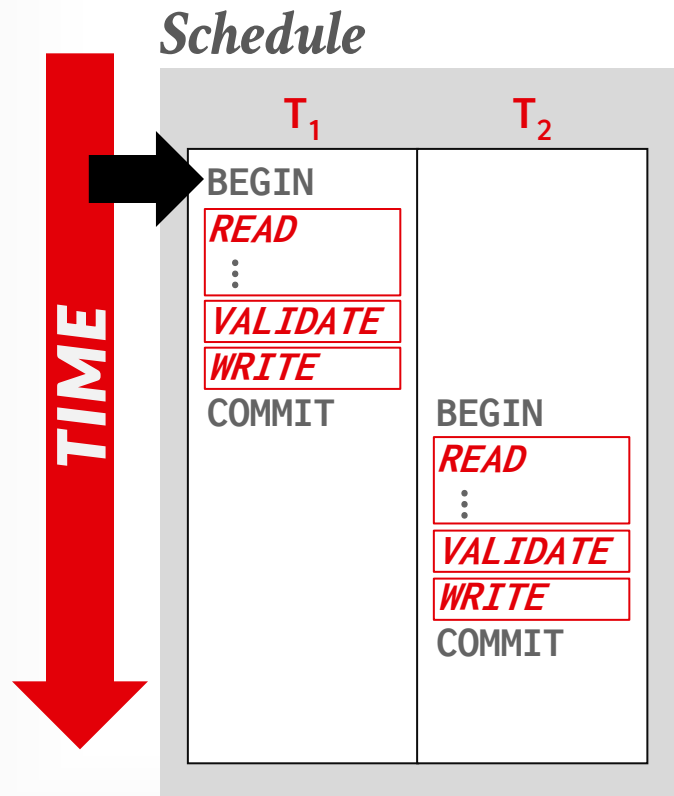 Schedule
TIME
T₁ T₂
BEGIN
READ
⋮
VALIDATE
WRITE
COMMIT BEGIN
READ
⋮
VALIDATE
WRITE
COMMIT